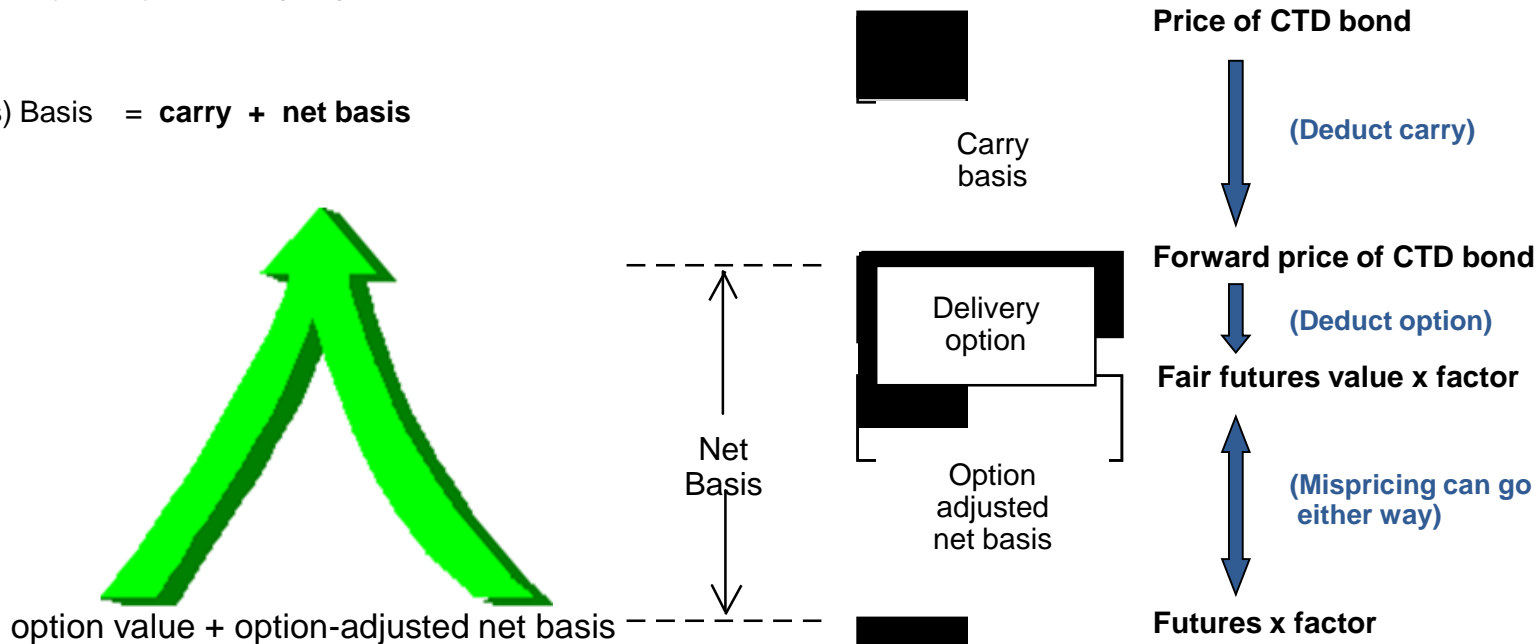 Price of CTD bond
) Basis = carry + net basis
(Deduct carry)
Carry
basis
Forward price of CTD bond
Delivery
option
(Deduct option)
Fair futures value x factor
Net
Basis
Option
adjusted
net basis
(Mispricing can go
either way)
option value + option-adjusted net basis
Futures x factor